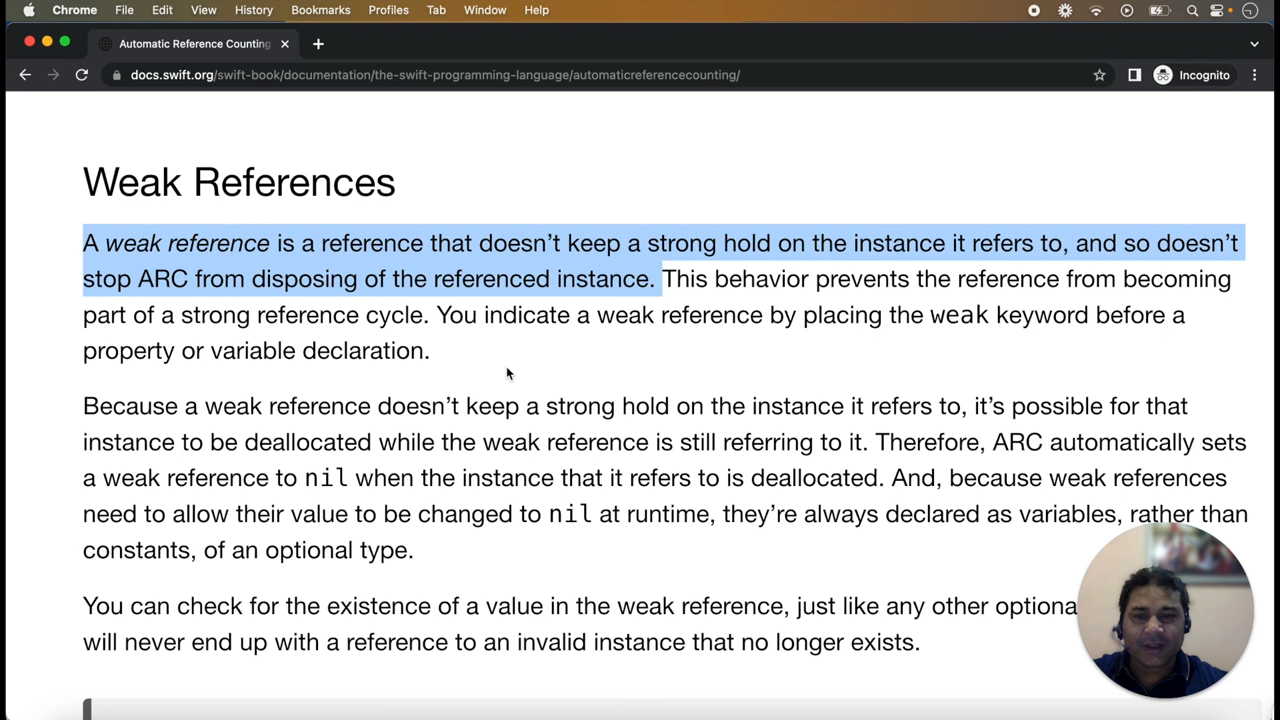 Chrome File Edit View History Bookmarks Profiles Tab Window Help
Automatic Reference Counting
docs.swift.org/swift-book/documentation/the-swift-programming-language/automaticreferencecounting/
Incognito
Weak References
A weak reference is a reference that doesn’t keep a strong hold on the instance it refers to, and so doesn’t
stop ARC from disposing of the referenced instance. This behavior prevents the reference from becoming
part of a strong reference cycle. You indicate a weak reference by placing the weak keyword before a
property or variable declaration.
Because a weak reference doesn’t keep a strong hold on the instance it refers to, it’s possible for that
instance to be deallocated while the weak reference is still referring to it. Therefore, ARC automatically sets
a weak reference to nil when the instance that it refers to is deallocated. And, because weak references
need to allow their value to be changed to nil at runtime, they’re always declared as variables, rather than
constants, of an optional type.
You can check for the existence of a value in the weak reference, just like any other optiona
will never end up with a reference to an invalid instance that no longer exists.